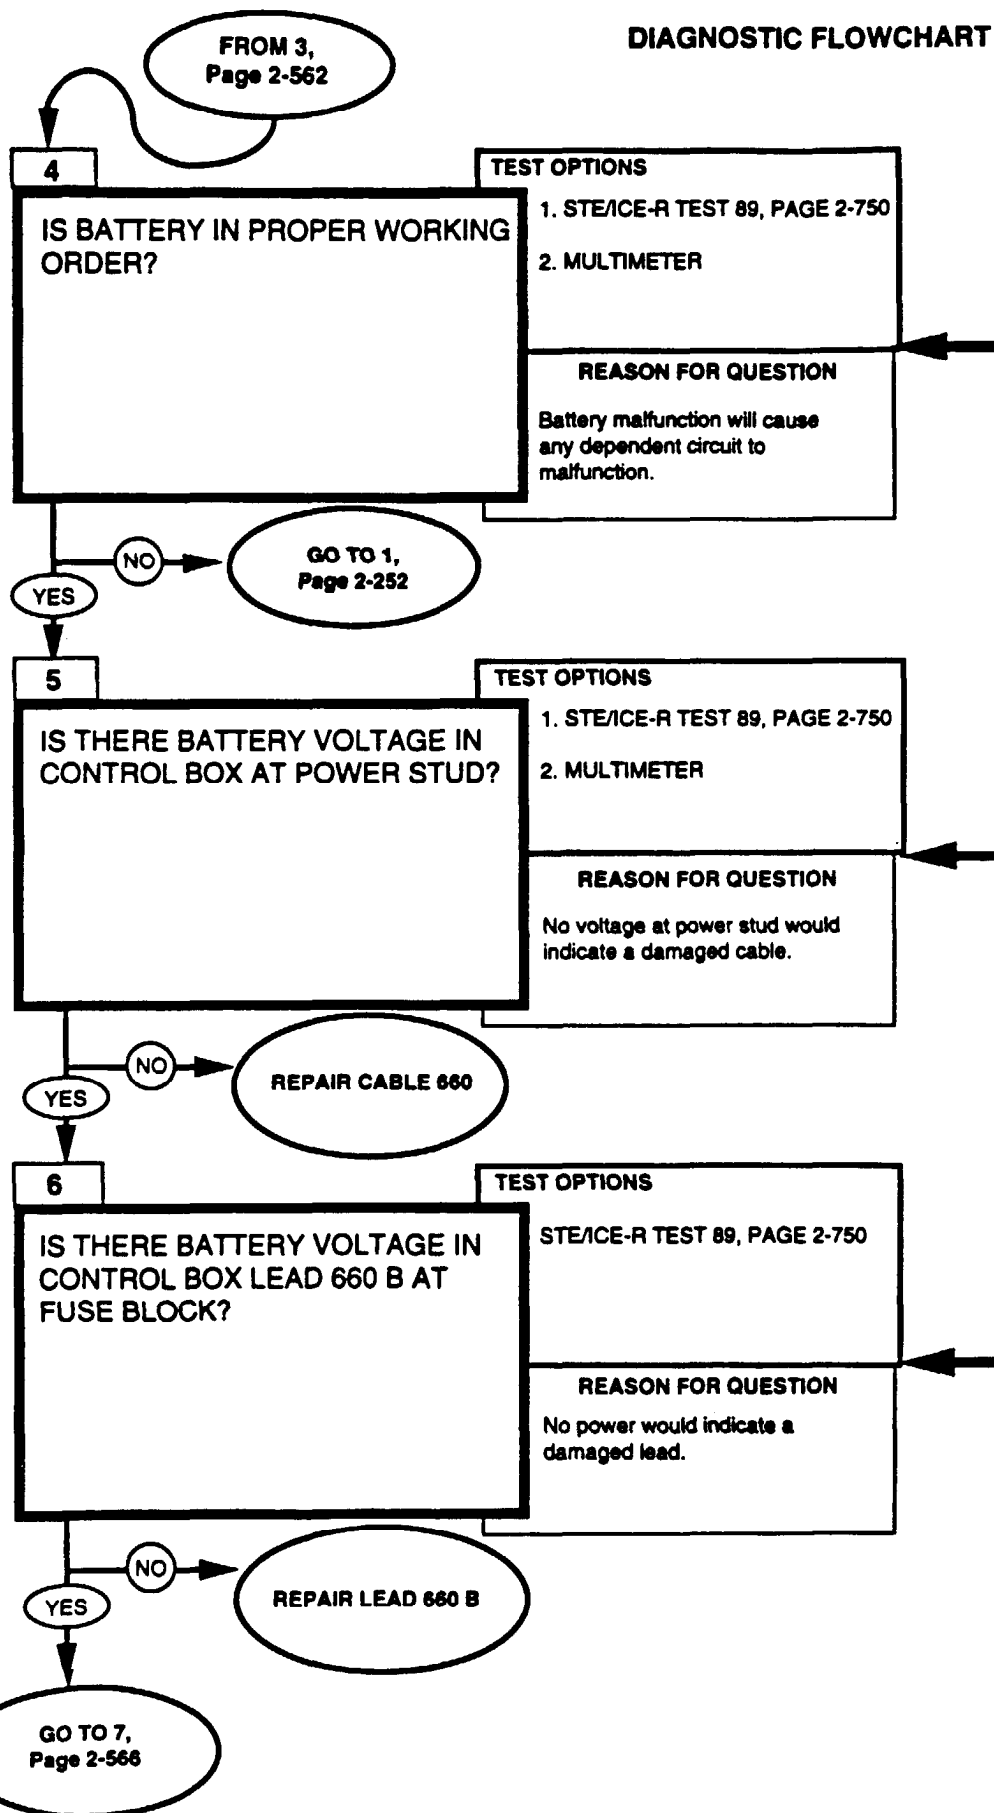 DIAGNOSTIC FLOWCHART
FROM 3,
Page 2-562
4
IS BATTERY IN PROPER WORKING
ORDER?
TEST OPTIONS
1. STE/ICE-R TEST 89, PAGE 2-750
2. MULTIMETER
REASON FOR QUESTION
Battery malfunction will cause
any dependent circuit to
malfunction.
NO
GO TO 1,
Page 2-252
YES
5
IS THERE BATTERY VOLTAGE IN
CONTROL BOX AT POWER STUD?
TEST OPTIONS
1. STE/ICE-R TEST 89, PAGE 2-750
2. MULTIMETER
REASON FOR QUESTION
No voltage at power stud would
indicate a damaged cable.
NO
REPAIR CABLE 660
YES
6
IS THERE BATTERY VOLTAGE IN
CONTROL BOX LEAD 660 B AT
FUSE BLOCK?
TEST OPTIONS
STE/ICE-R TEST 89, PAGE 2-750
REASON FOR QUESTION
No power would indicate a
damaged lead.
NO
REPAIR LEAD 660 B
YES
GO TO 7,
Page 2-566